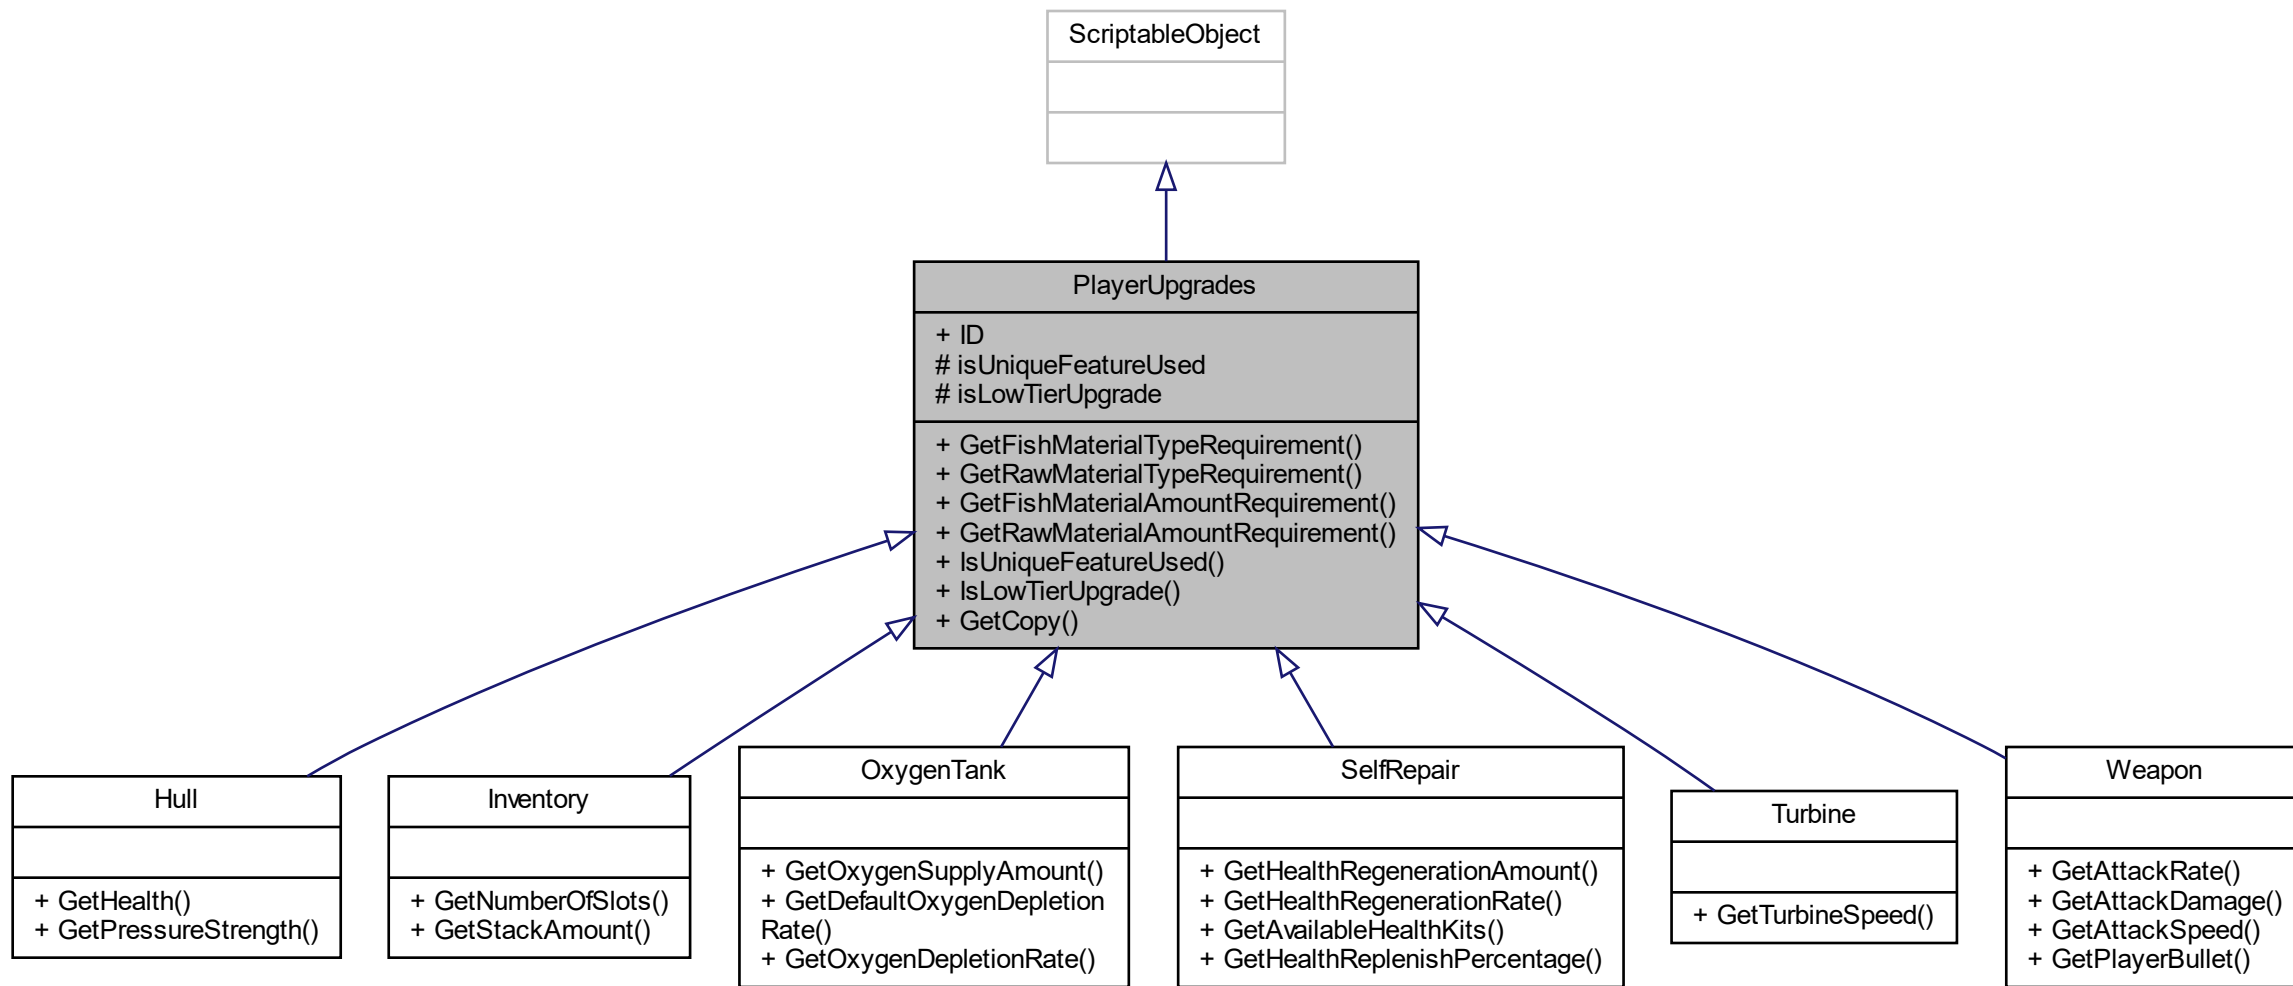 ScriptableObject
PlayerUpgrades
+ ID
# isUniqueFeatureUsed
# isLowTierUpgrade
+ GetFishMaterialTypeRequirement()
+ GetRawMaterialTypeRequirement()
+ GetFishMaterialAmountRequirement()
+ GetRawMaterialAmountRequirement()
+ IsUniqueFeatureUsed()
+ IsLowTierUpgrade()
+ GetCopy()
Hull
+ GetHealth()
+ GetPressureStrength()
Inventory
+ GetNumberOfSlots()
+ GetStackAmount()
OxygenTank
+ GetOxygenSupplyAmount()
+ GetDefaultOxygenDepletion
Rate()
+ GetOxygenDepletionRate()
SelfRepair
+ GetHealthRegenerationAmount()
+ GetHealthRegenerationRate()
+ GetAvailableHealthKits()
+ GetHealthReplenishPercentage()
Turbine
+ GetTurbineSpeed()
Weapon
+ GetAttackRate()
+ GetAttackDamage()
+ GetAttackSpeed()
+ GetPlayerBullet()